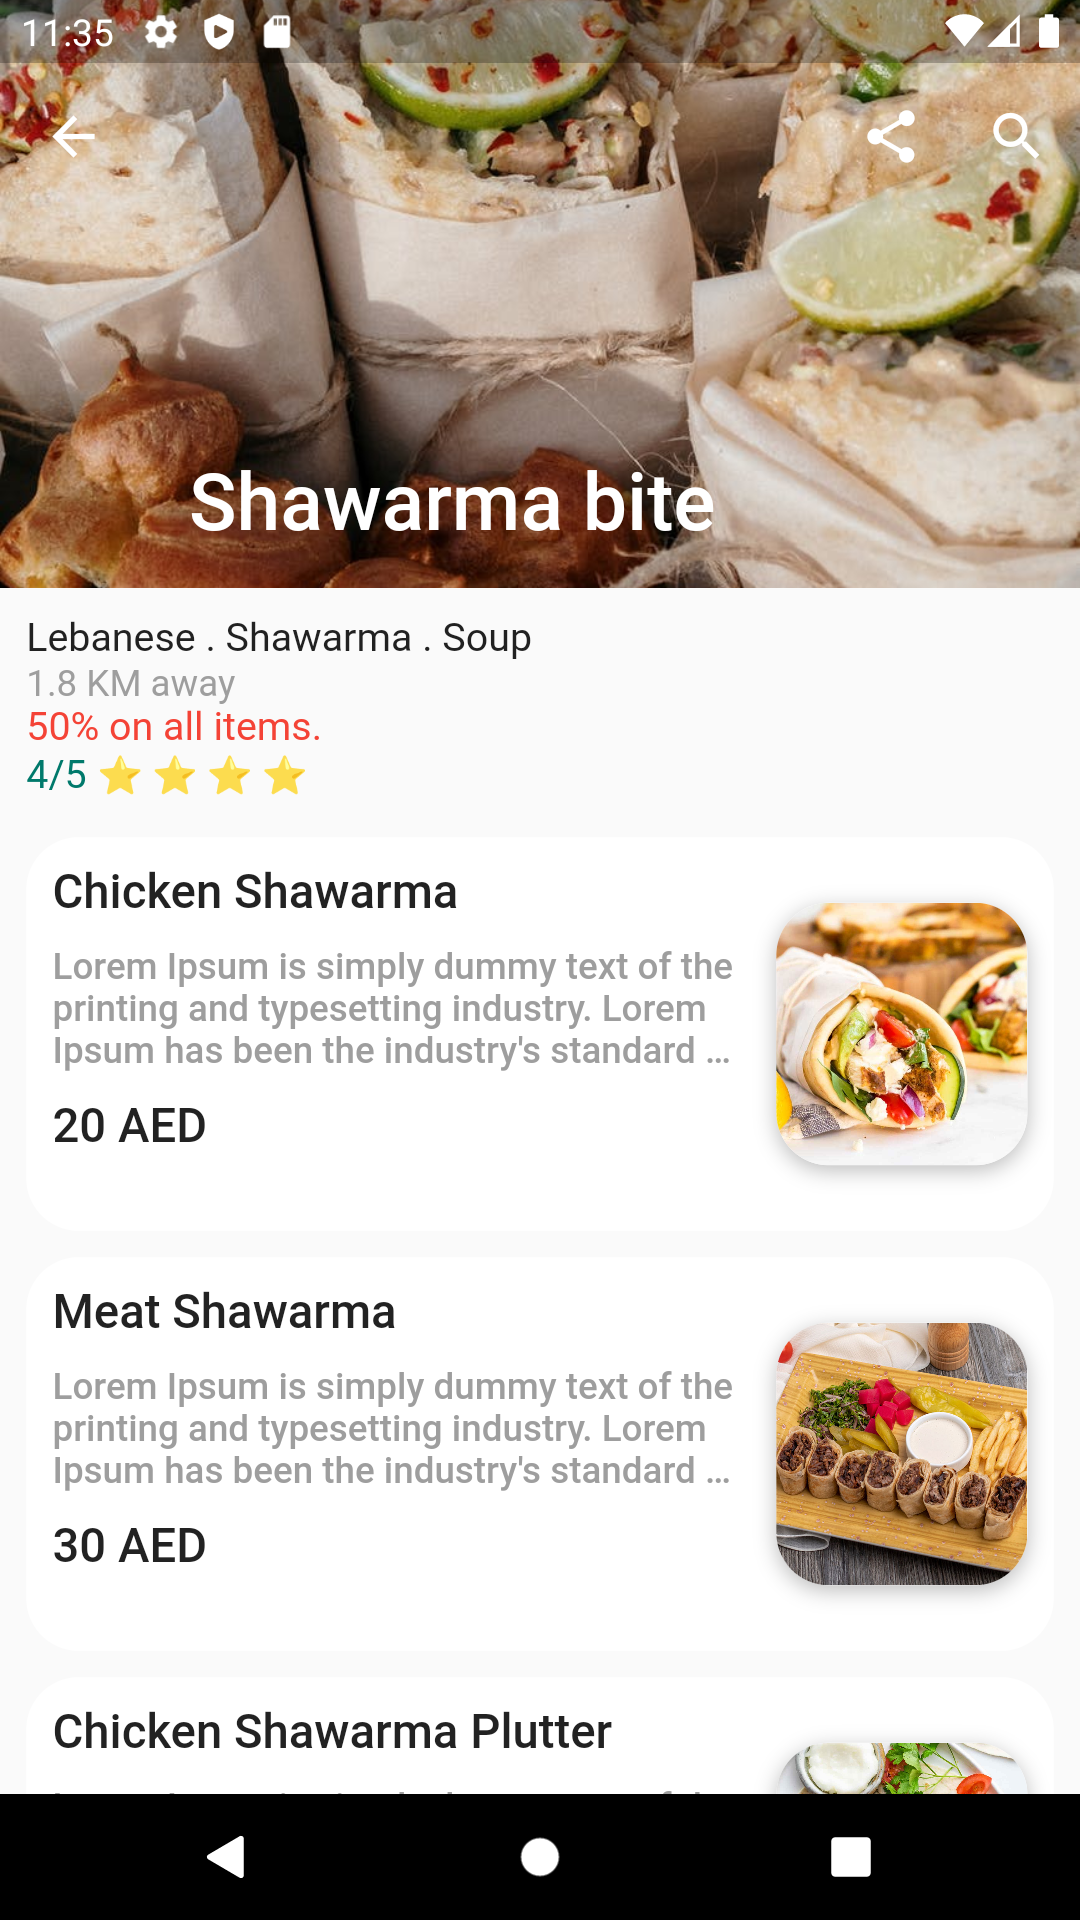 11:35
Shawarma bite
Lebanese . Shawarma . Soup
1.8 KM away
50% on all items.
4/5 ⭐ ⭐ ⭐ ⭐
Chicken Shawarma
Lorem Ipsum is simply dummy text of the
printing and typesetting industry. Lorem
Ipsum has been the industry's standard ...
20 AED
Meat Shawarma
Lorem Ipsum is simply dummy text of the
printing and typesetting industry. Lorem
Ipsum has been the industry's standard ...
30 AED
Chicken Shawarma Plutter